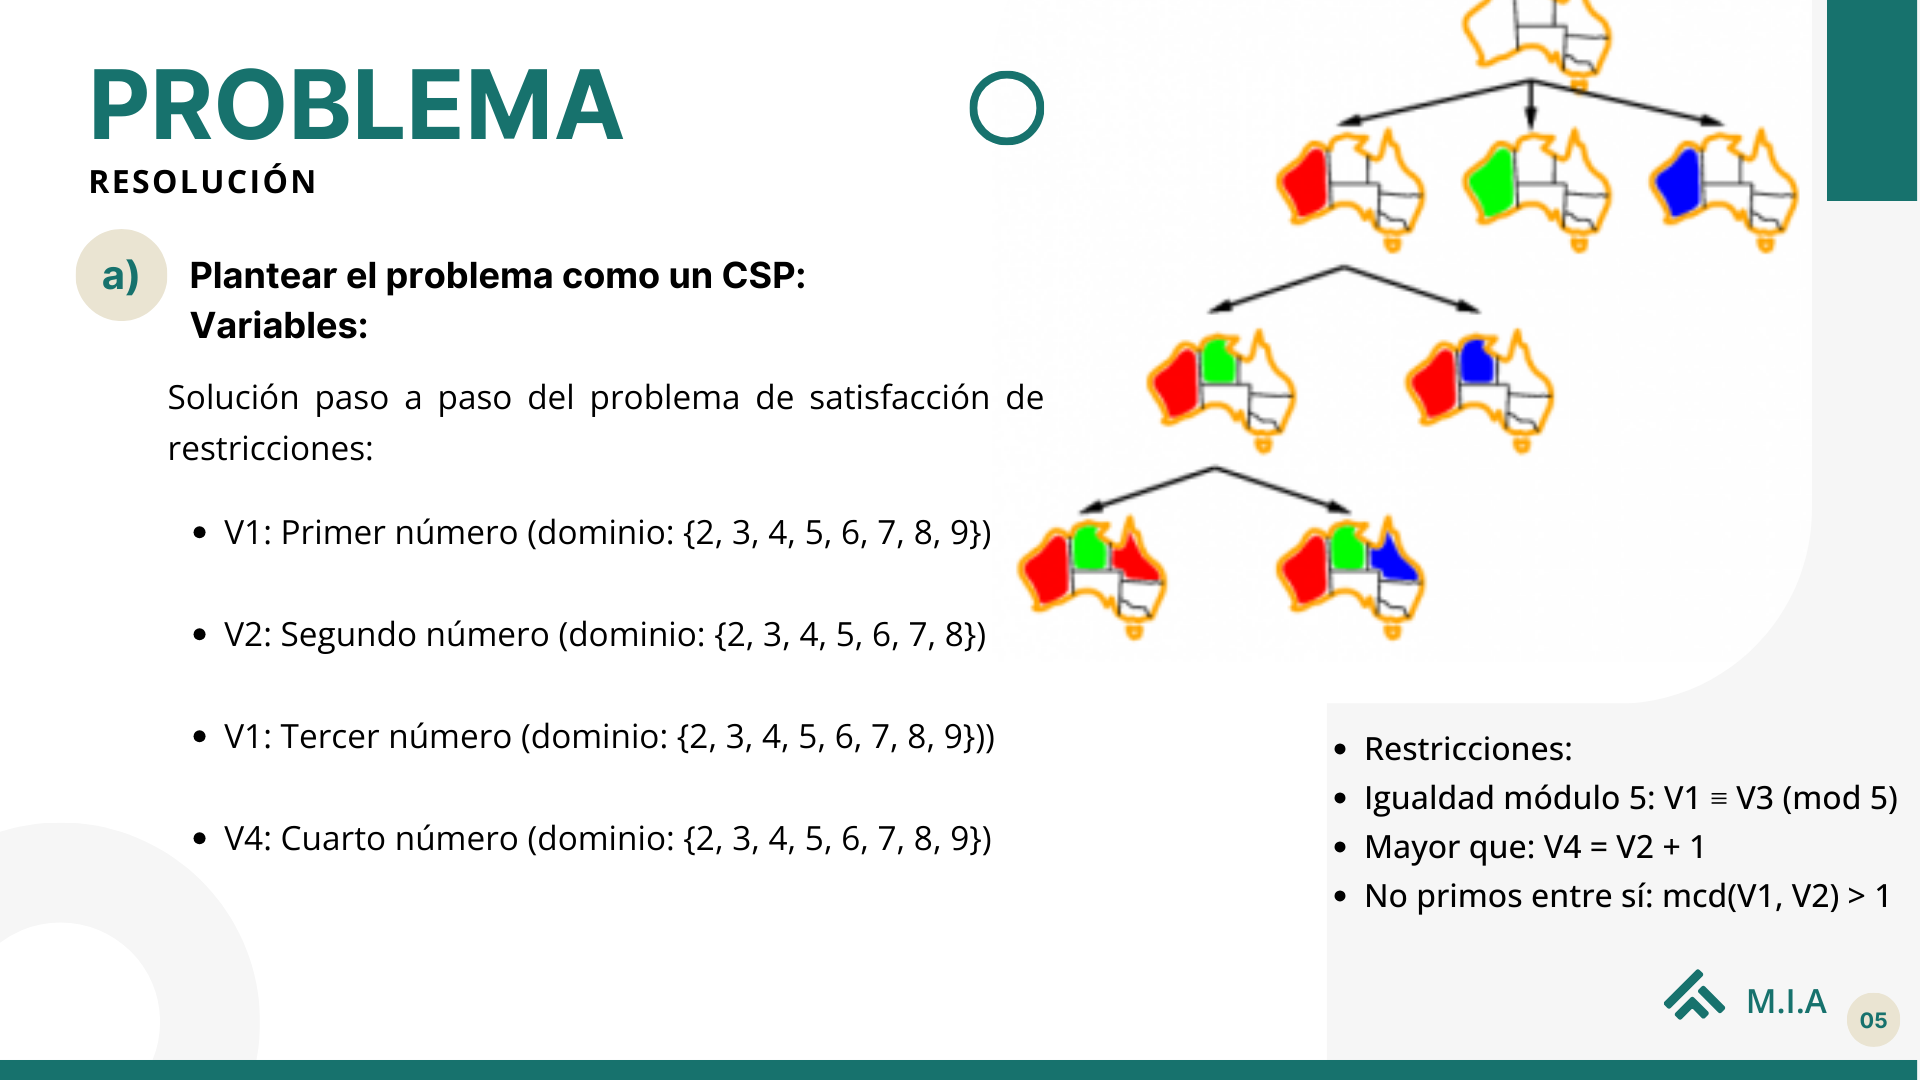 PROBLEMA
RESOLUCIÓN
a)
Plantear el problema como un CSP:
Variables:
Solución paso a paso del problema de satisfacción de
restricciones:
• V1: Primer número (dominio: {2, 3, 4, 5, 6, 7, 8, 9})
• V2: Segundo número (dominio: {2, 3, 4, 5, 6, 7, 8})
• V1: Tercer número (dominio: {2, 3, 4, 5, 6, 7, 8, 9}))
• V4: Cuarto número (dominio: {2, 3, 4, 5, 6, 7, 8, 9})
• Restricciones:
• Igualdad módulo 5: V1 ≡ V3 (mod 5)
• Mayor que: V4 = V2 + 1
• No primos entre sí: mcd(V1, V2) > 1
M.I.A
05